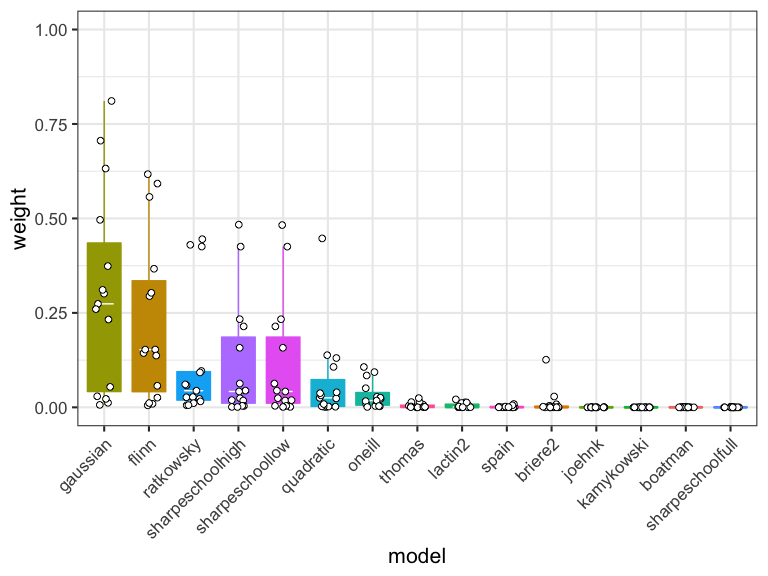 1.00
0.75
0.50
0.25
0.00
weight
gaussian
flinn
ratkowsky
sharpeschoolhigh
sharpeschoollow
quadratic
oneill
thomas
lactin2
spain
briere2
joehnk
kamykowski
boatman
sharpeschoolfull
model